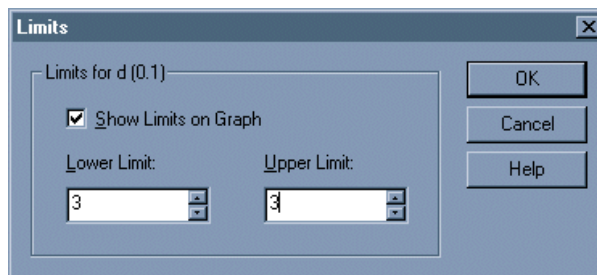 Limits
Limits for d (0.1)
Show Limits on Graph
Lower Limit:
Upper Limit:
3
3
OK
Cancel
Help